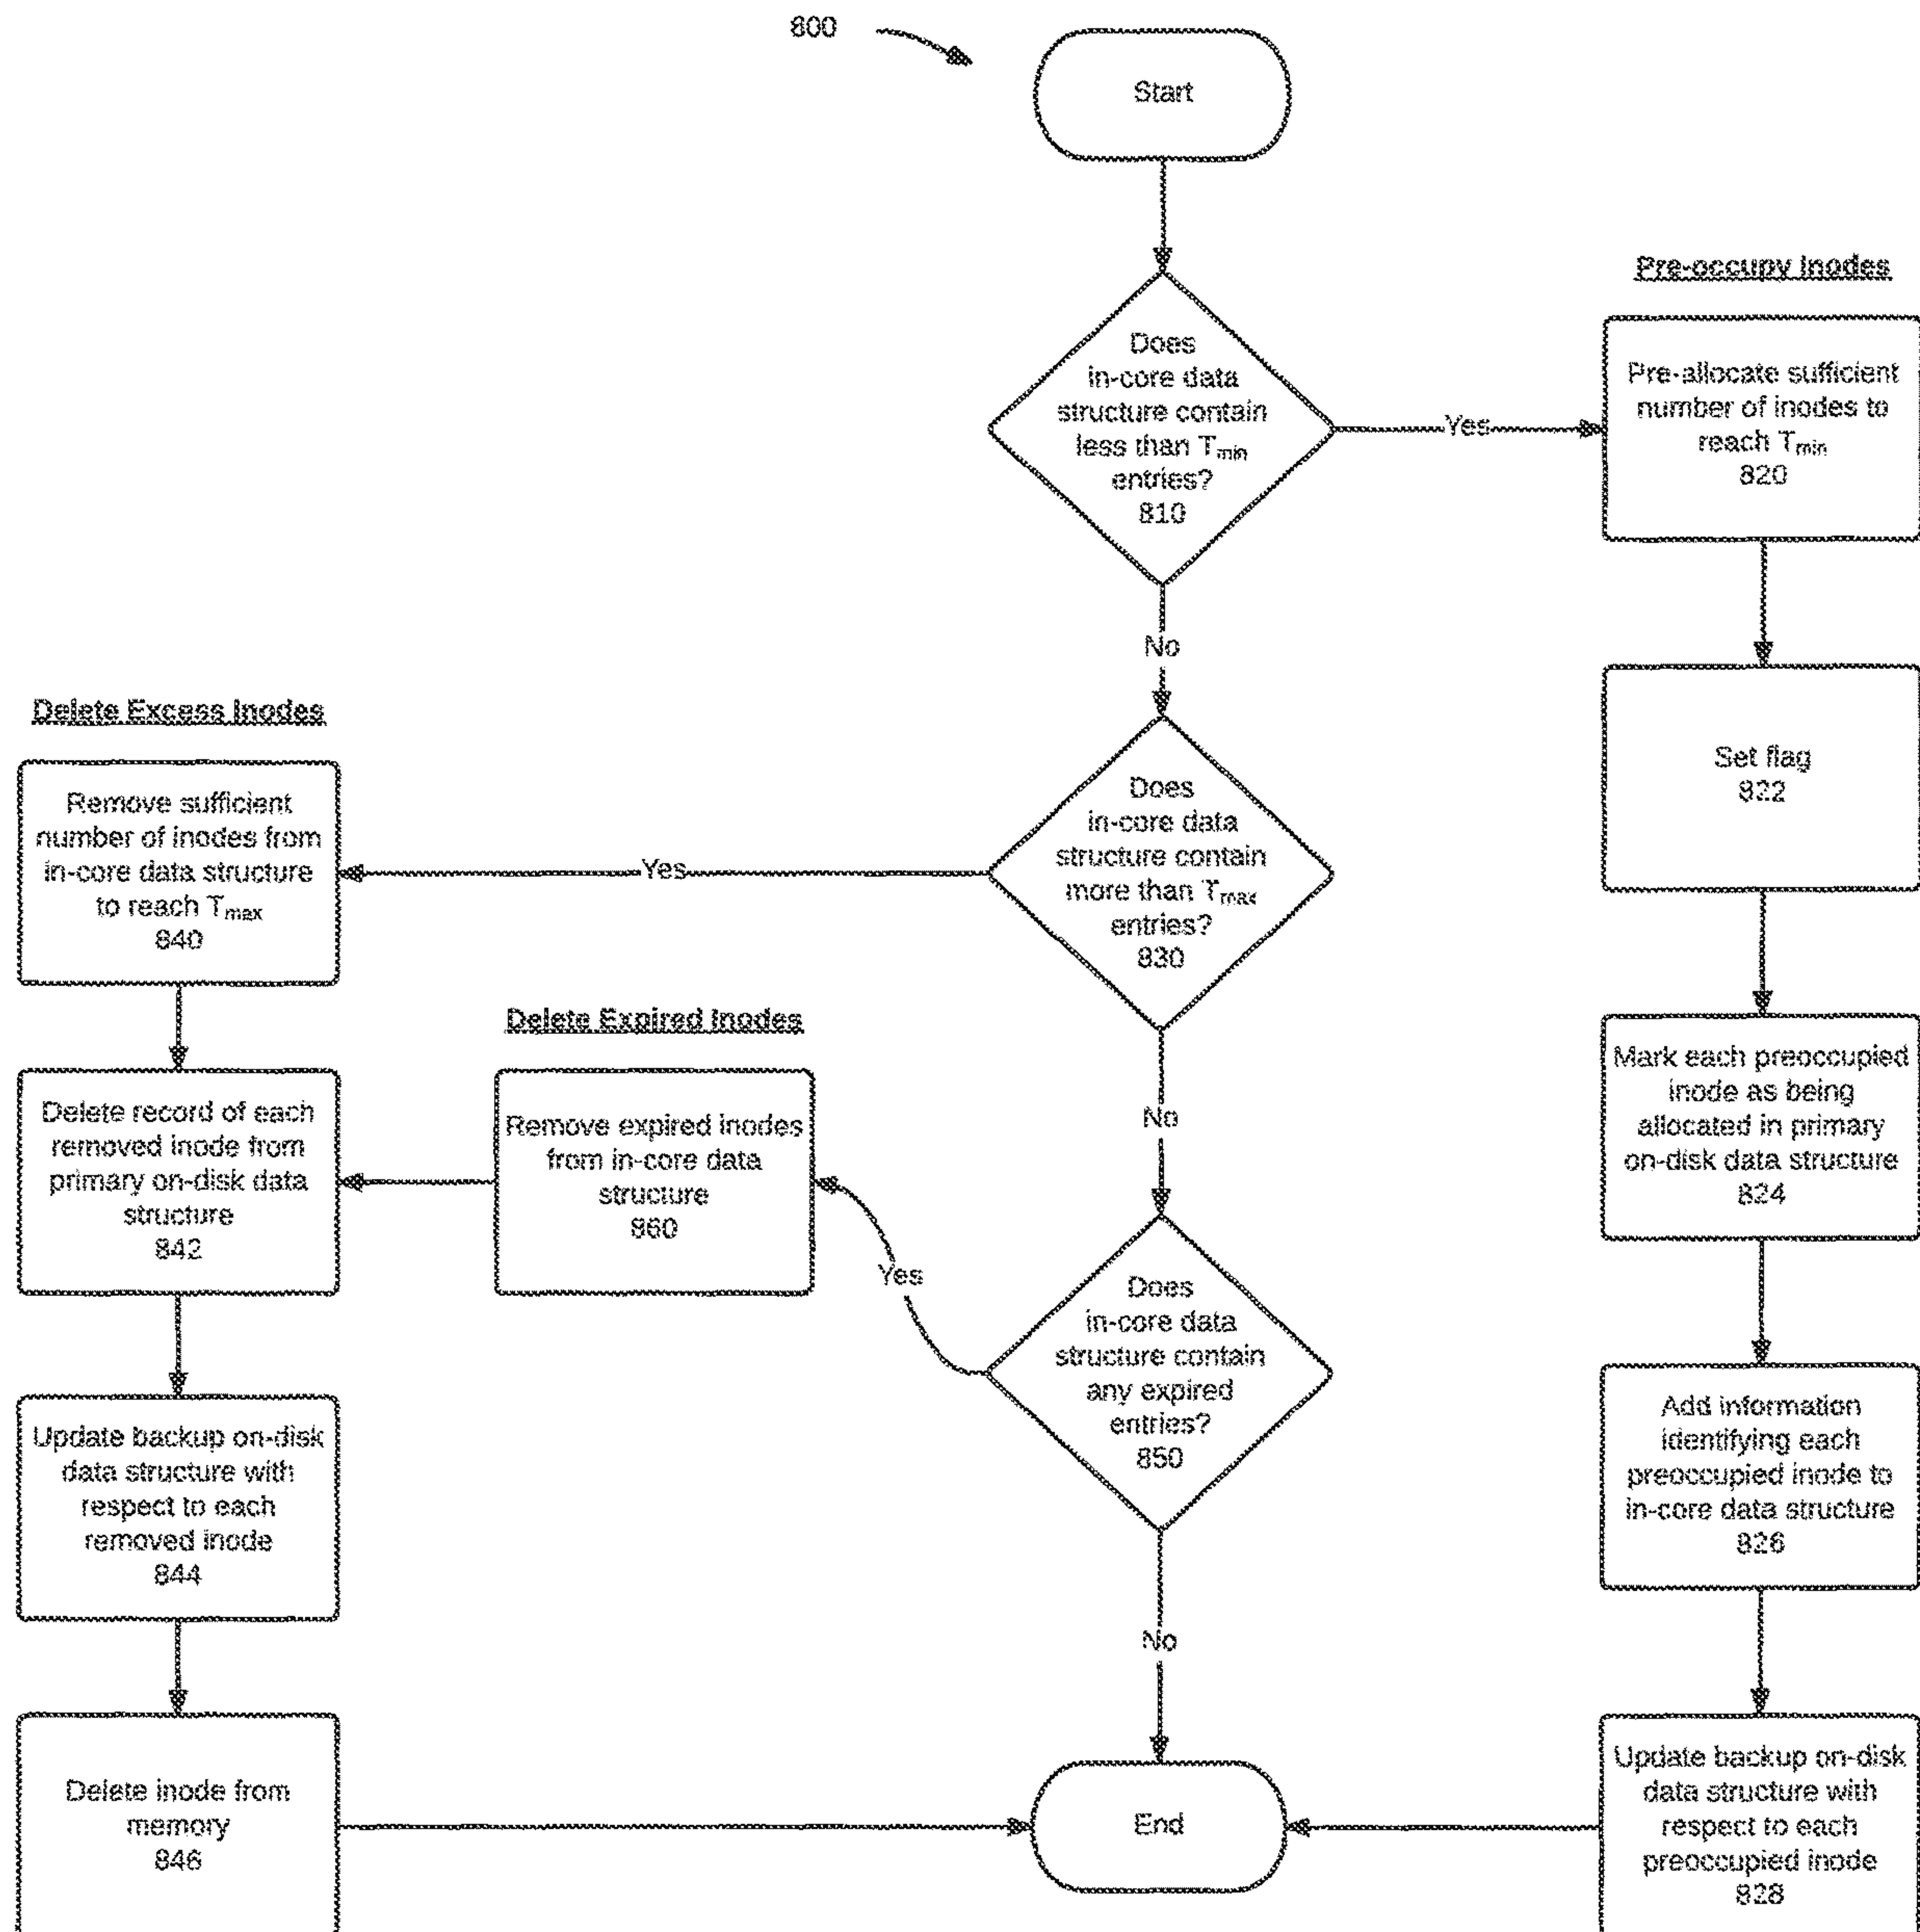 800
Start
Does
in-core data
structure contain
less than Tmin
entries?
810
Yes
Pre-occupy Inodes
Pre-allocate sufficient
number of inodes to
reach Tmin
820
No
Set flag
822
Delete Excess Inodes
Remove sufficient
number of inodes from
in-core data structure
to reach Tmax
840
Yes
Does
in-core data
structure contain
more than Tmax
entries?
830
Mark each preoccupied
inode as being
allocated in primary
on-disk data structure
824
Delete Expired Inodes
Delete record of each
removed inode from
primary on-disk data
structure
842
Remove expired inodes
from in-core data
structure
860
No
Yes
Does
in-core data
structure contain
any expired
entries?
850
Add information
identifying each
preoccupied inode to
in-core data structure
826
Update backup on-disk
data structure with
respect to each
removed inode
844
No
Delete inode from
memory
846
End
Update backup on-disk
data structure with
respect to each
preoccupied inode
828